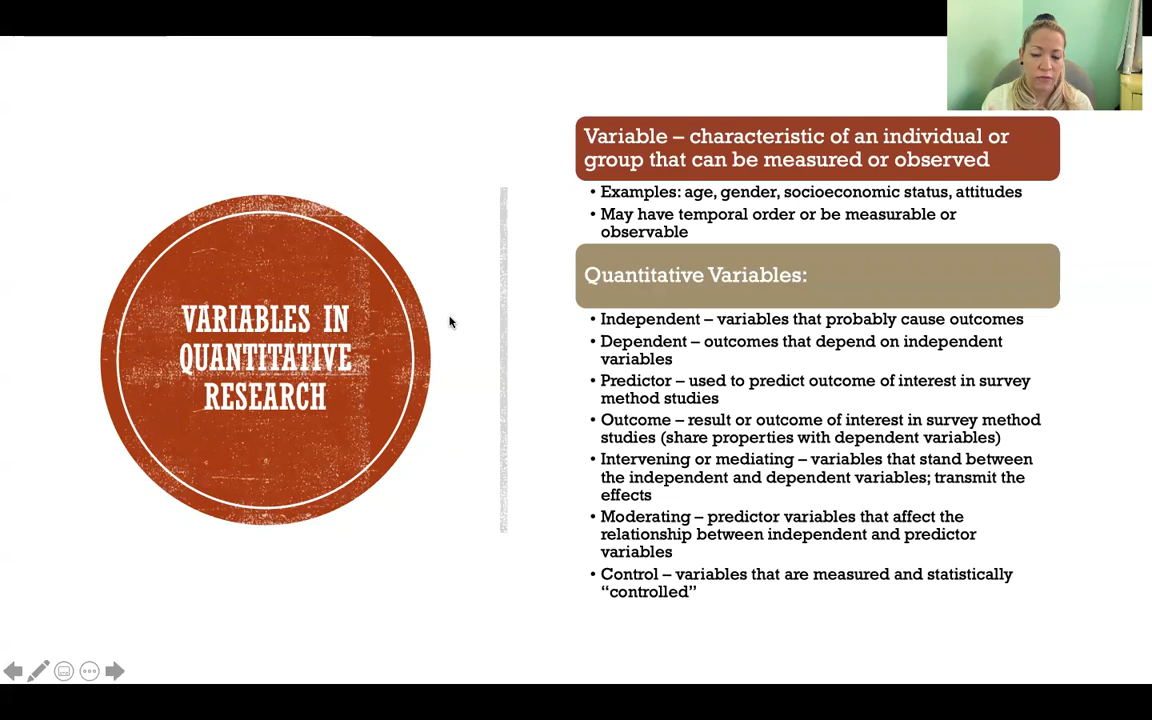 VARIABLES IN
QUANTITATIVE
RESEARCH
Variable – characteristic of an individual or
group that can be measured or observed
• Examples: age, gender, socioeconomic status, attitudes
• May have temporal order or be measurable or
observable
Quantitative Variables:
• Independent – variables that probably cause outcomes
• Dependent – outcomes that depend on independent
variables
• Predictor – used to predict outcome of interest in survey
method studies
• Outcome – result or outcome of interest in survey method
studies (share properties with dependent variables)
• Intervening or mediating – variables that stand between
the independent and dependent variables; transmit the
effects
• Moderating – predictor variables that affect the
relationship between independent and predictor
variables
• Control – variables that are measured and statistically
“controlled”